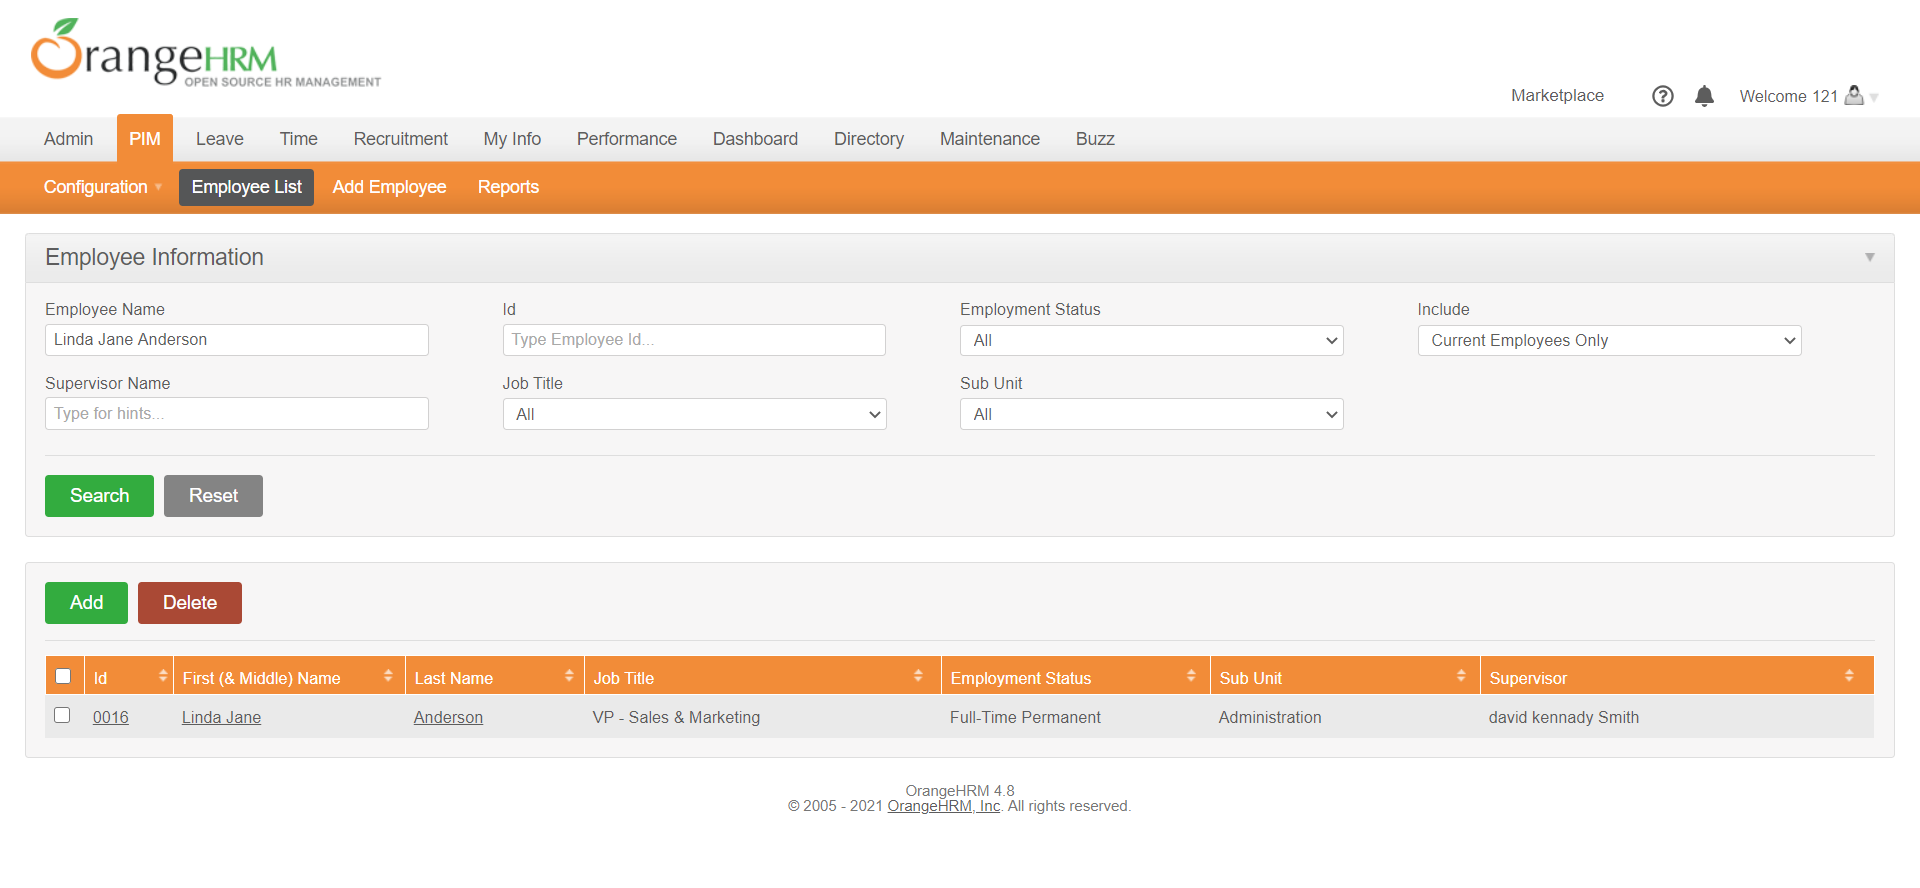 OrangeHRM
OPEN SOURCE HR MANAGEMENT
Marketplace
Welcome 121
Admin PIM Leave Time Recruitment My Info Performance Dashboard Directory Maintenance Buzz
Configuration Employee List Add Employee Reports
Employee Information
Employee Name Id Employment Status Include
Linda Jane Anderson Type Employee Id... All Current Employees Only
Supervisor Name Job Title Sub Unit
Type for hints... All All
Search Reset
Add Delete
Id First (& Middle) Name Last Name Job Title Employment Status Sub Unit Supervisor
0016 Linda Jane Anderson VP - Sales & Marketing Full-Time Permanent Administration david kennady Smith
OrangeHRM 4.8
© 2005 - 2021 OrangeHRM, Inc. All rights reserved.